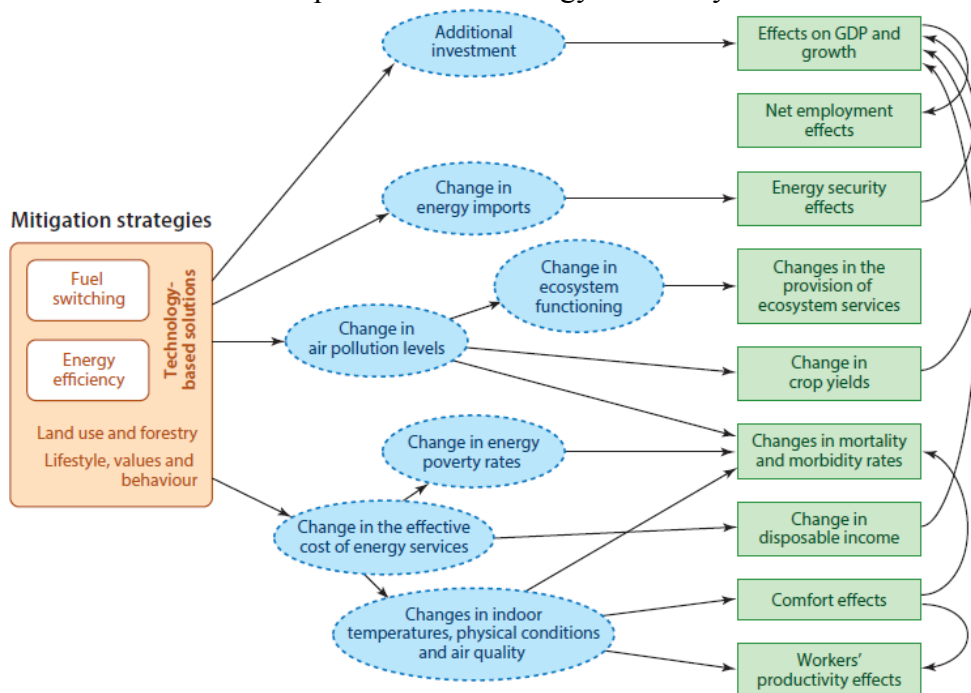 Additional
investment
Effects on GDP and
growth
Net employment
effects
Change in
energy imports
Energy security
effects
Mitigation strategies
Fuel
switching
Energy
efficiency
Technology-
based solutions
Land use and forestry
Lifestyle, values and
behaviour
Change in
ecosystem
functioning
Changes in the
provision of
ecosystem services
Change in
air pollution levels
Change in
crop yields
Change in energy
poverty rates
Changes in mortality
and morbidity rates
Change in the effective
cost of energy services
Change in
disposable income
Changes in indoor
temperatures, physical conditions
and air quality
Comfort effects
Workers'
productivity effects